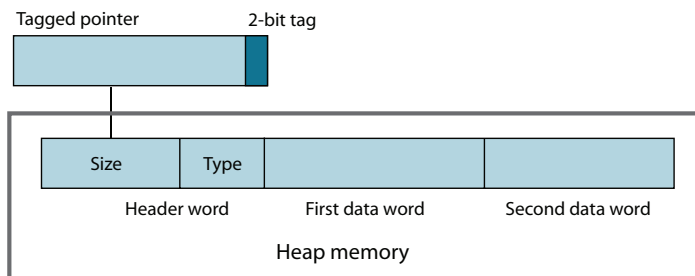 Tagged pointer 2-bit tag
Size Type
Header word First data word Second data word
Heap memory